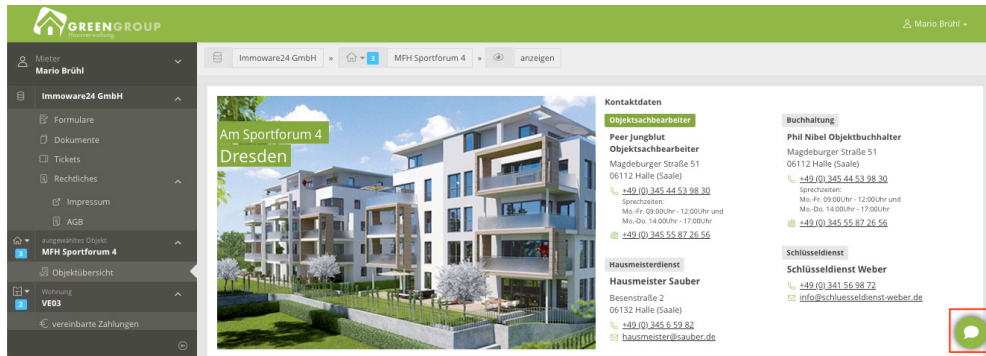 GREENGROUP
Hausverwaltung
Mario Brühl
Mieter
Mario Brühl
Immoware24 GmbH
Formulare
Dokumente
Tickets
Rechtliches
Impressum
AGB
ausgewähltes Objekt
3
MFH Sportforum 4
Objektübersicht
Wohnung
2
VE03
vereinbarte Zahlungen
Immoware24 GmbH » 3 MFH Sportforum 4 » anzeigen
Am Sportforum 4
Dresden
Kontaktdaten
Objektsachbearbeiter
Peer Jungblut
Objektsachbearbeiter
Magdeburger Straße 51
06112 Halle (Saale)
+49 (0) 345 44 53 98 30
Sprechzeiten:
Mo.-Fr. 09:00Uhr - 12:00Uhr und
Mo.-Do. 14:00Uhr - 17:00Uhr
+49 (0) 345 55 87 26 56
Buchhaltung
Phil Nibel Objektbuchhalter
Magdeburger Straße 51
06112 Halle (Saale)
+49 (0) 345 44 53 98 30
Sprechzeiten:
Mo.-Fr. 09:00Uhr - 12:00Uhr und
Mo.-Do. 14:00Uhr - 17:00Uhr
+49 (0) 345 55 87 26 56
Hausmeisterdienst
Hausmeister Sauber
Besenstraße 2
06132 Halle (Saale)
+49 (0) 345 6 59 82
hausmeister@sauber.de
Schlüsseldienst
Schlüsseldienst Weber
+49 (0) 341 56 98 72
info@schluesseldienst-weber.de